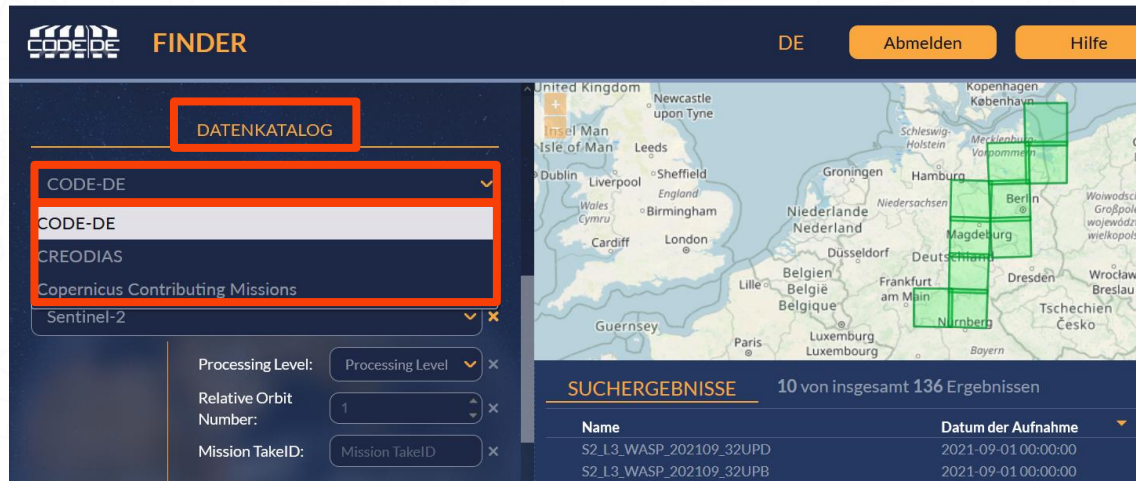 CODE DE
FINDER
DE
Abmelden
Hilfe
DATENKATALOG
CODE-DE
CODE-DE
CREODIAS
Copernicus Contributing Missions
Sentinel-2
Processing Level:
Processing Level
Relative Orbit
Number:
1
Mission TakeID:
Mission TakeID
United Kingdom
Newcastle
upon Tyne
Insel Man
Isle of Man
Leeds
Dublin
Liverpool
Sheffield
England
Wales
Cymru
Birmingham
Cardiff
London
Guernsey
Paris
Kopenhagen
København
Schleswig-
Holstein
Mecklenburg
Vorpommern
Groningen
Hamburg
Niederlande
Nederland
Niedersachsen
Berlin
Magdeburg
Düsseldorf
Deutschland
Belgien
België
Belgique
Lille
Frankfurt
am Main
Dresden
Wrocław
Breslau
Tschechien
Česko
Nürnberg
Luxemburg
Luxembourg
Bayern
SUCHERGEBNISSE
10 von insgesamt 136 Ergebnissen
Name
Datum der Aufnahme
S2_L3_WASP_202109_32UPD
2021-09-01 00:00:00
S2_L3_WASP_202109_32UPB
2021-09-01 00:00:00